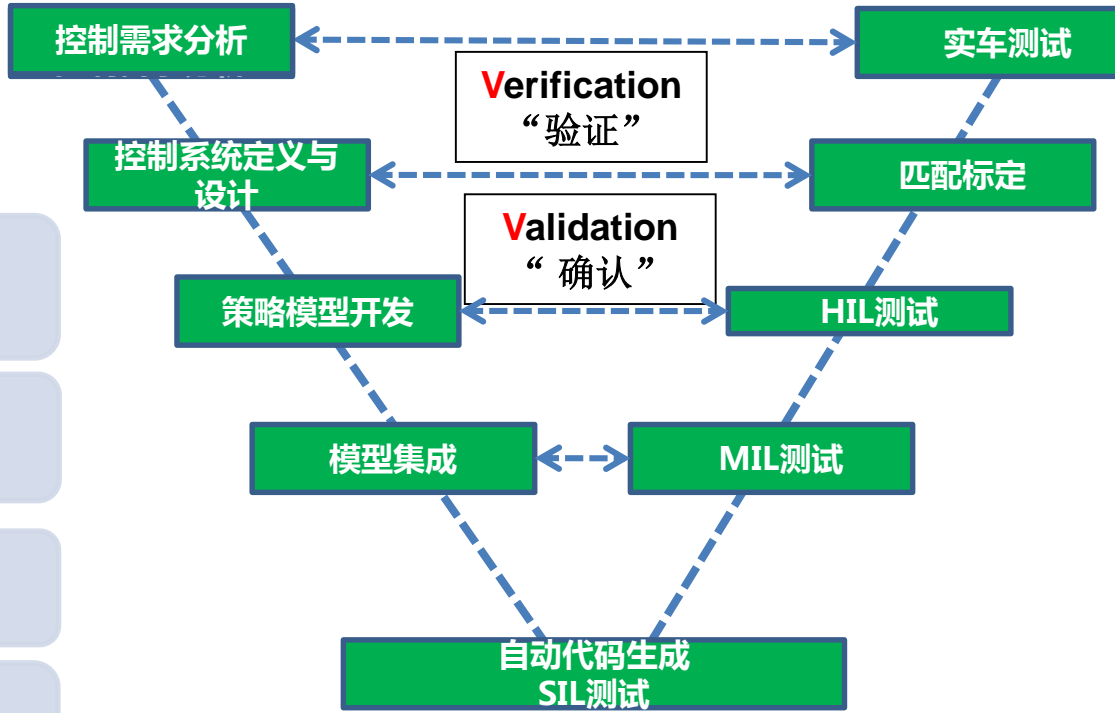 控制需求分析
实车测试
Verification
“验证”
控制系统定义与
设计
匹配标定
Validation
“ 确认”
策略模型开发
HIL测试
模型集成
MIL测试
自动代码生成
SIL测试